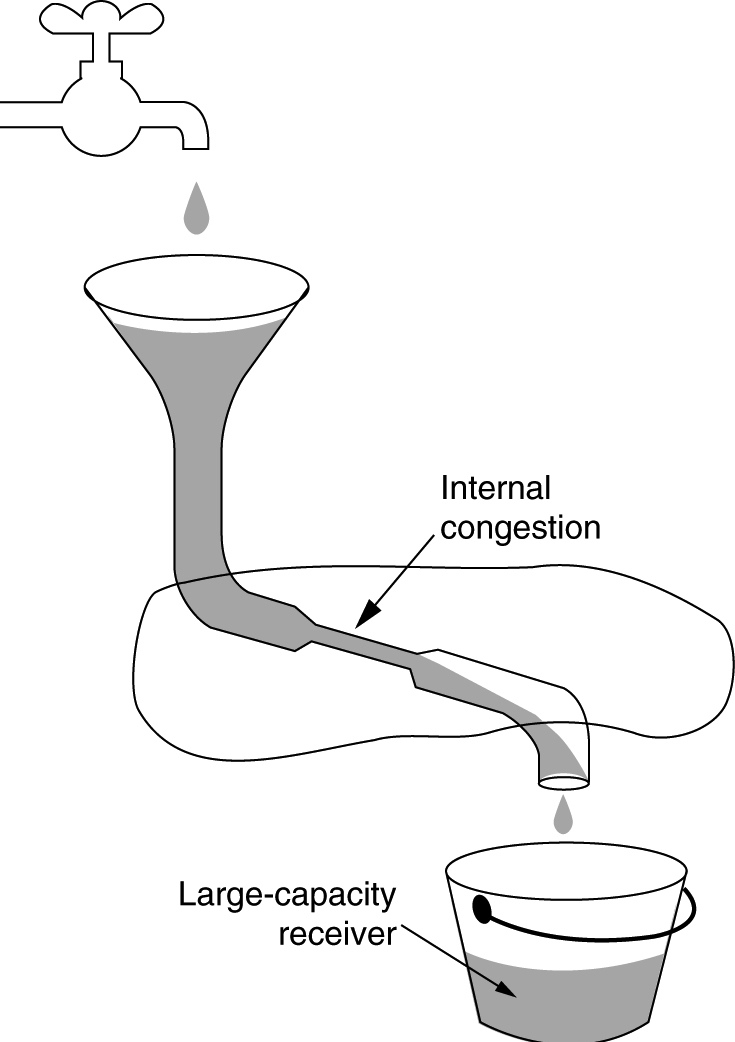 Internal
congestion
Large-capacity
receiver